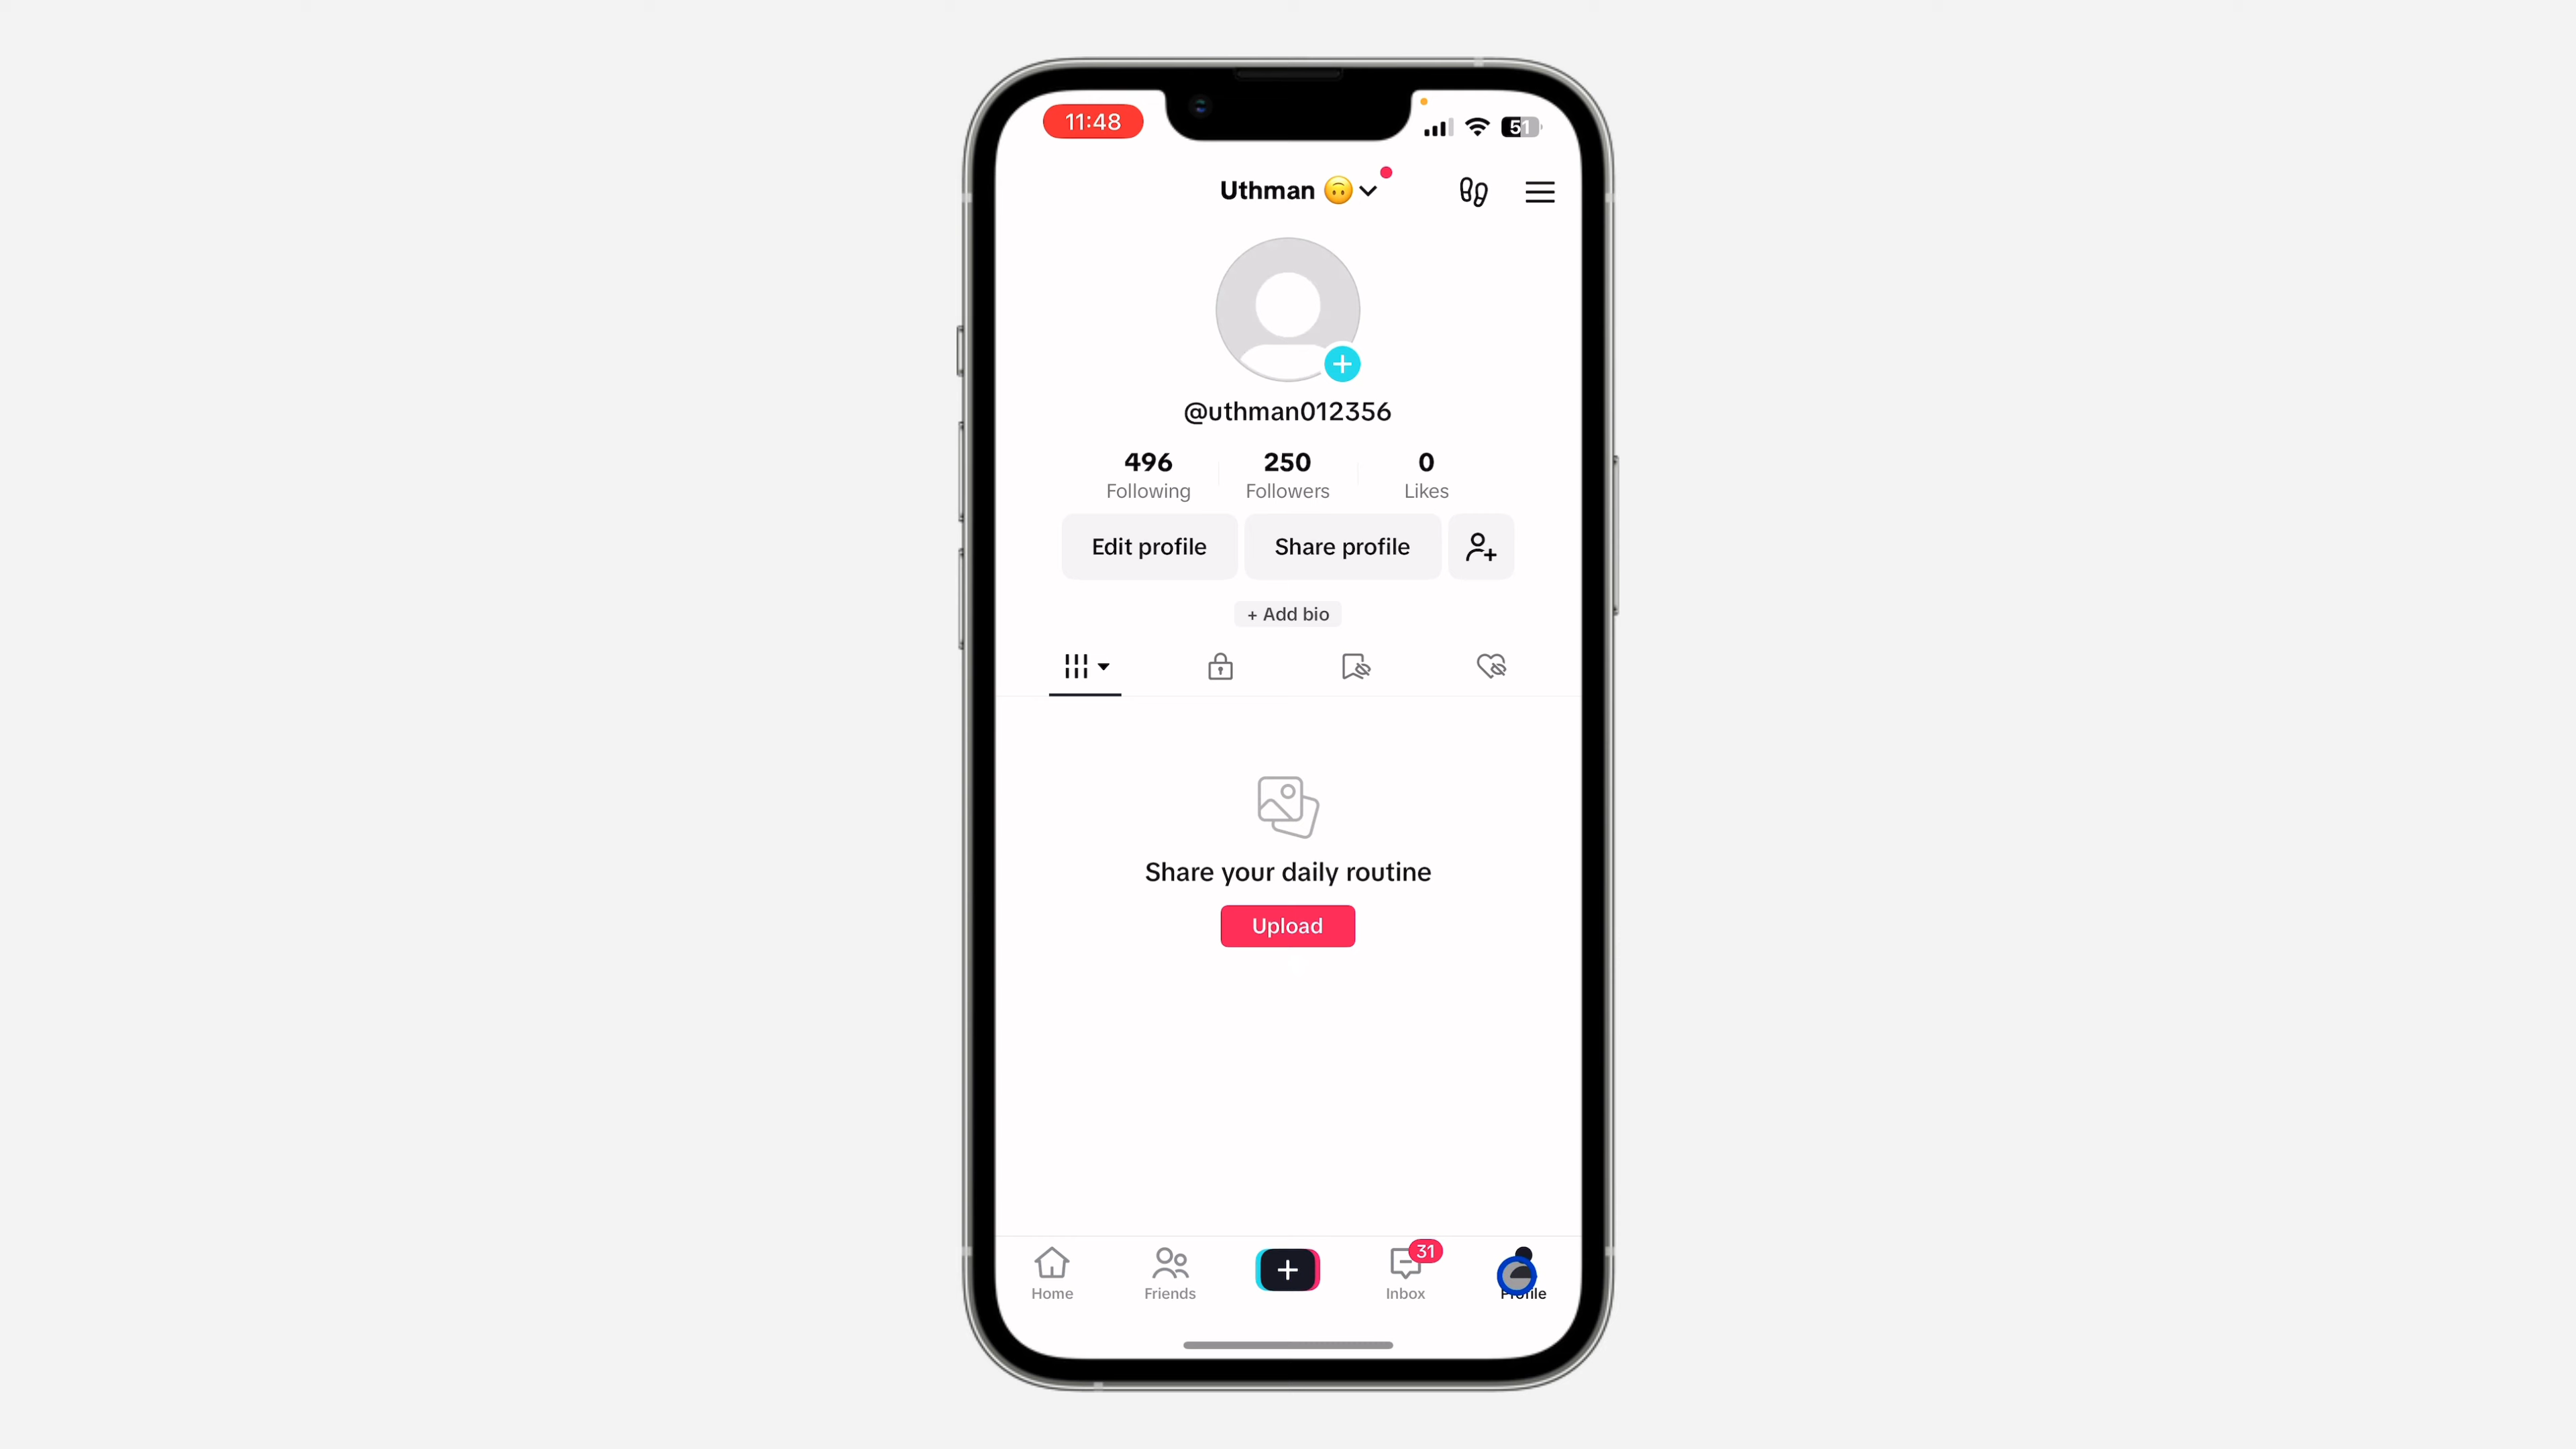 11:48
51
Uthman 🙃
@uthman012356
496 250 0
Following Followers Likes
Edit profile Share profile
+ Add bio
Share your daily routine
Upload
31
Home Friends Inbox Profile